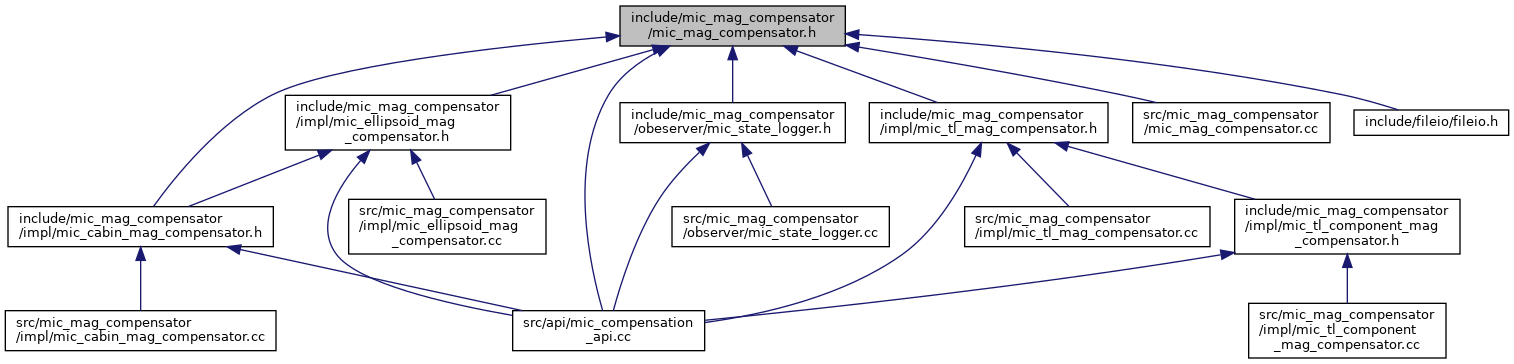 include/mic_mag_compensator
/mic_mag_compensator.h
include/mic_mag_compensator
/impl/mic_ellipsoid_mag
_compensator.h
include/mic_mag_compensator
/obeserver/mic_state_logger.h
include/mic_mag_compensator
/impl/mic_tl_mag_compensator.h
src/mic_mag_compensator
/mic_mag_compensator.cc
include/fileio/fileio.h
include/mic_mag_compensator
/impl/mic_cabin_mag_compensator.h
src/mic_mag_compensator
/impl/mic_ellipsoid_mag
_compensator.cc
src/mic_mag_compensator
/observer/mic_state_logger.cc
src/mic_mag_compensator
/impl/mic_tl_mag_compensator.cc
include/mic_mag_compensator
/impl/mic_tl_component_mag
_compensator.h
src/mic_mag_compensator
/impl/mic_cabin_mag_compensator.cc
src/api/mic_compensation
_api.cc
src/mic_mag_compensator
/impl/mic_tl_component
_mag_compensator.cc